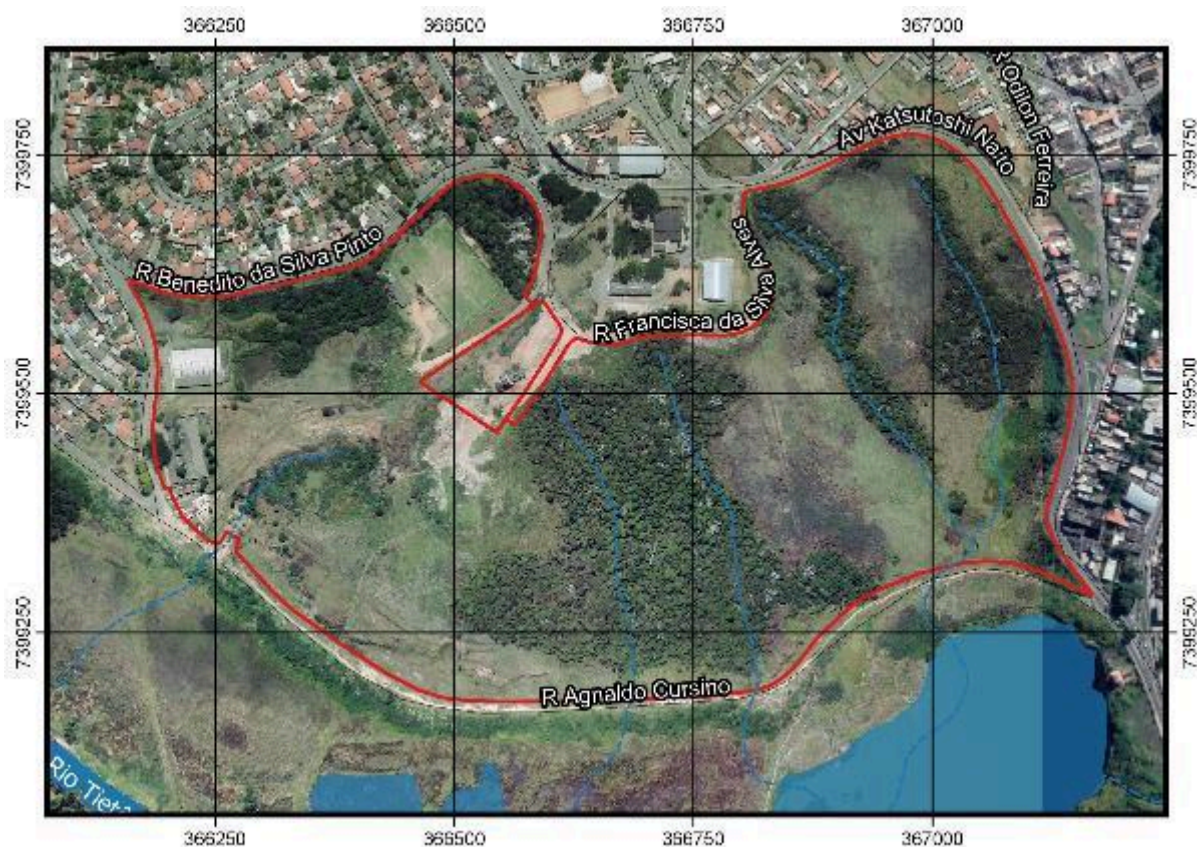 366250 366500 366750 367000
R Odilon Ferreira
Av Katsutoshi Naito
7399750 7399750
R Benedito da Silva Pinto
R Francisca da Silva Alves
7399500 7399500
7399250 7399250
R Agnaldo Cursino
Rio Tietê
366250 366500 366750 367000